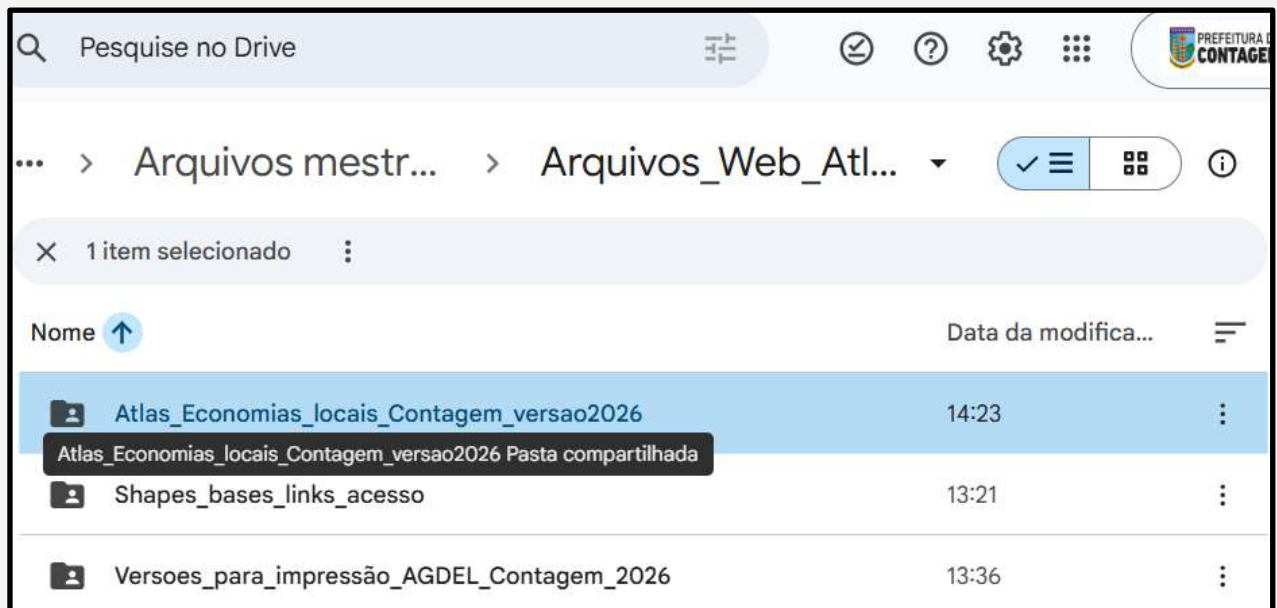 Pesquise no Drive
PREFEITURA
CONTAGE
... > Arquivos mestr... > Arquivos_Web_Atl...
1 item selecionado
Nome Data da modifica...
Atlas_Economias_locais_Contagem_versao2026 14:23
Atlas_Economias_locais_Contagem_versao2026 Pasta compartilhada
Shapes_bases_links_acesso 13:21
Versoes_para_impressão_AGDEL_Contagem_2026 13:36